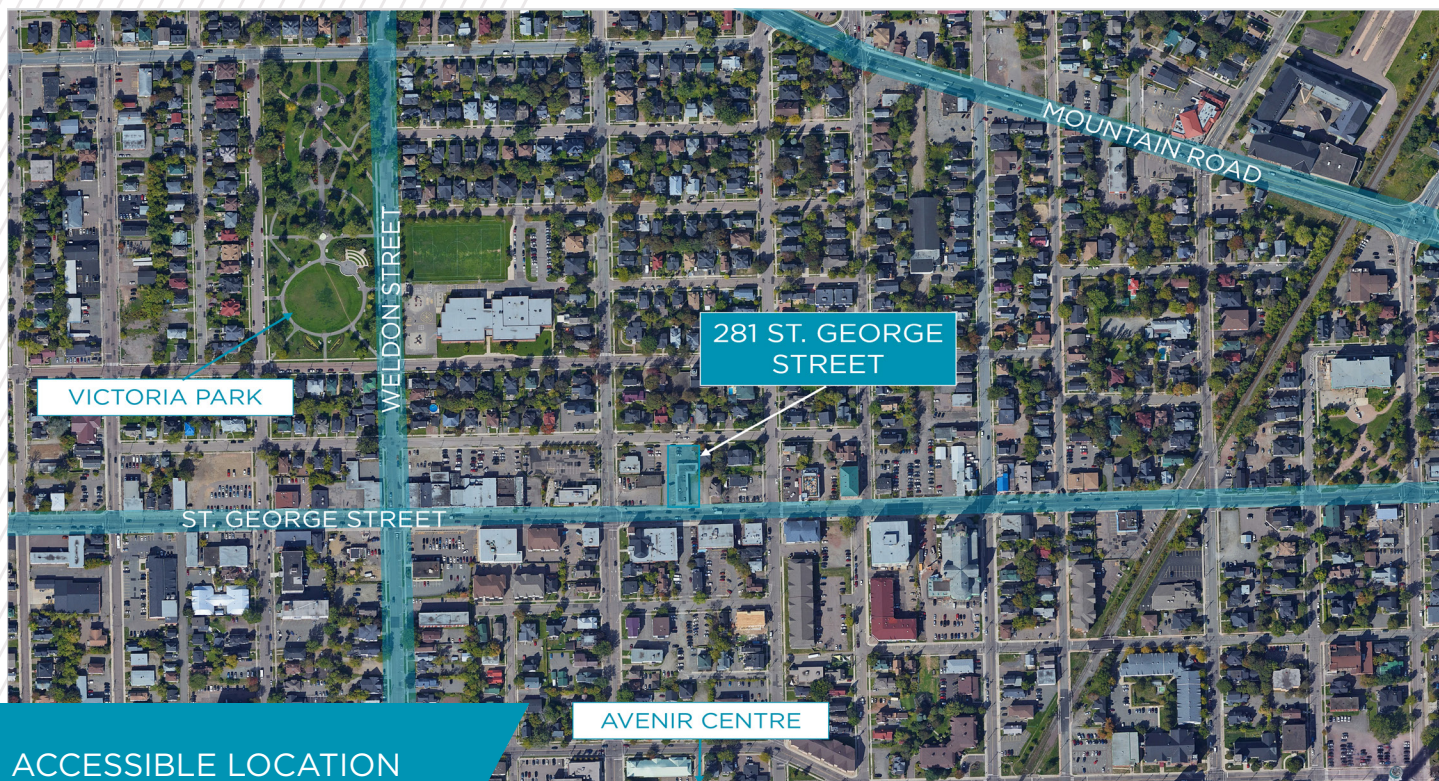 MOUNTAIN ROAD
WELDON STREET
281 ST. GEORGE
STREET
VICTORIA PARK
ST. GEORGE STREET
AVENIR CENTRE
ACCESSIBLE LOCATION